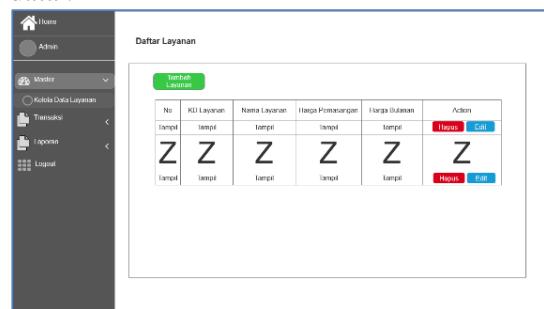 Home
Admin
Daftar Layanan
Master
Tambah
Layanan
Kelola Data Layanan
Transaksi
Laporan
Logout
No KD Layanan Nama Layanan Harga Pemasangan Harga Bulanan Action
Tampil Tampil Tampil Tampil Tampil Hapus Edit
Z Z Z Z Z Z
Tampil Tampil Tampil Tampil Tampil Hapus Edit